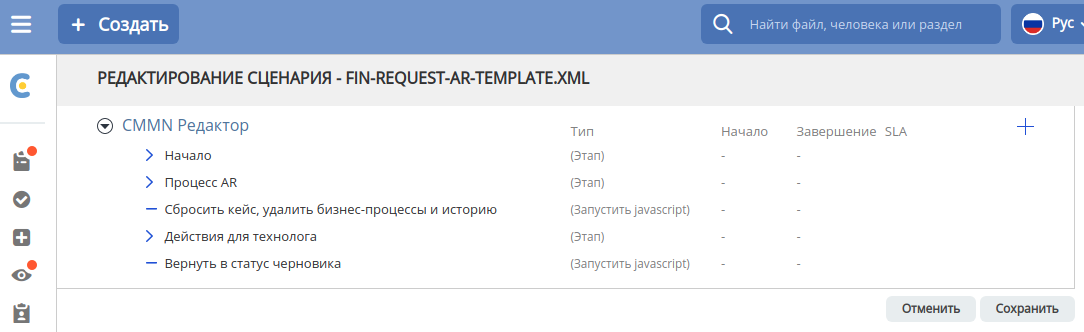 + Создать
Найти файл, человека или раздел
Рус
РЕДАКТИРОВАНИЕ СЦЕНАРИЯ - FIN-REQUEST-AR-TEMPLATE.XML
CMMN Редактор
Тип Начало Завершение SLA
Начало (Этап) - -
Процесс AR (Этап) - -
Сбросить кейс, удалить бизнес-процессы и историю (Запустить javascript) - -
Действия для технолога (Этап) - -
Вернуть в статус черновика (Запустить javascript) - -
Отменить Сохранить